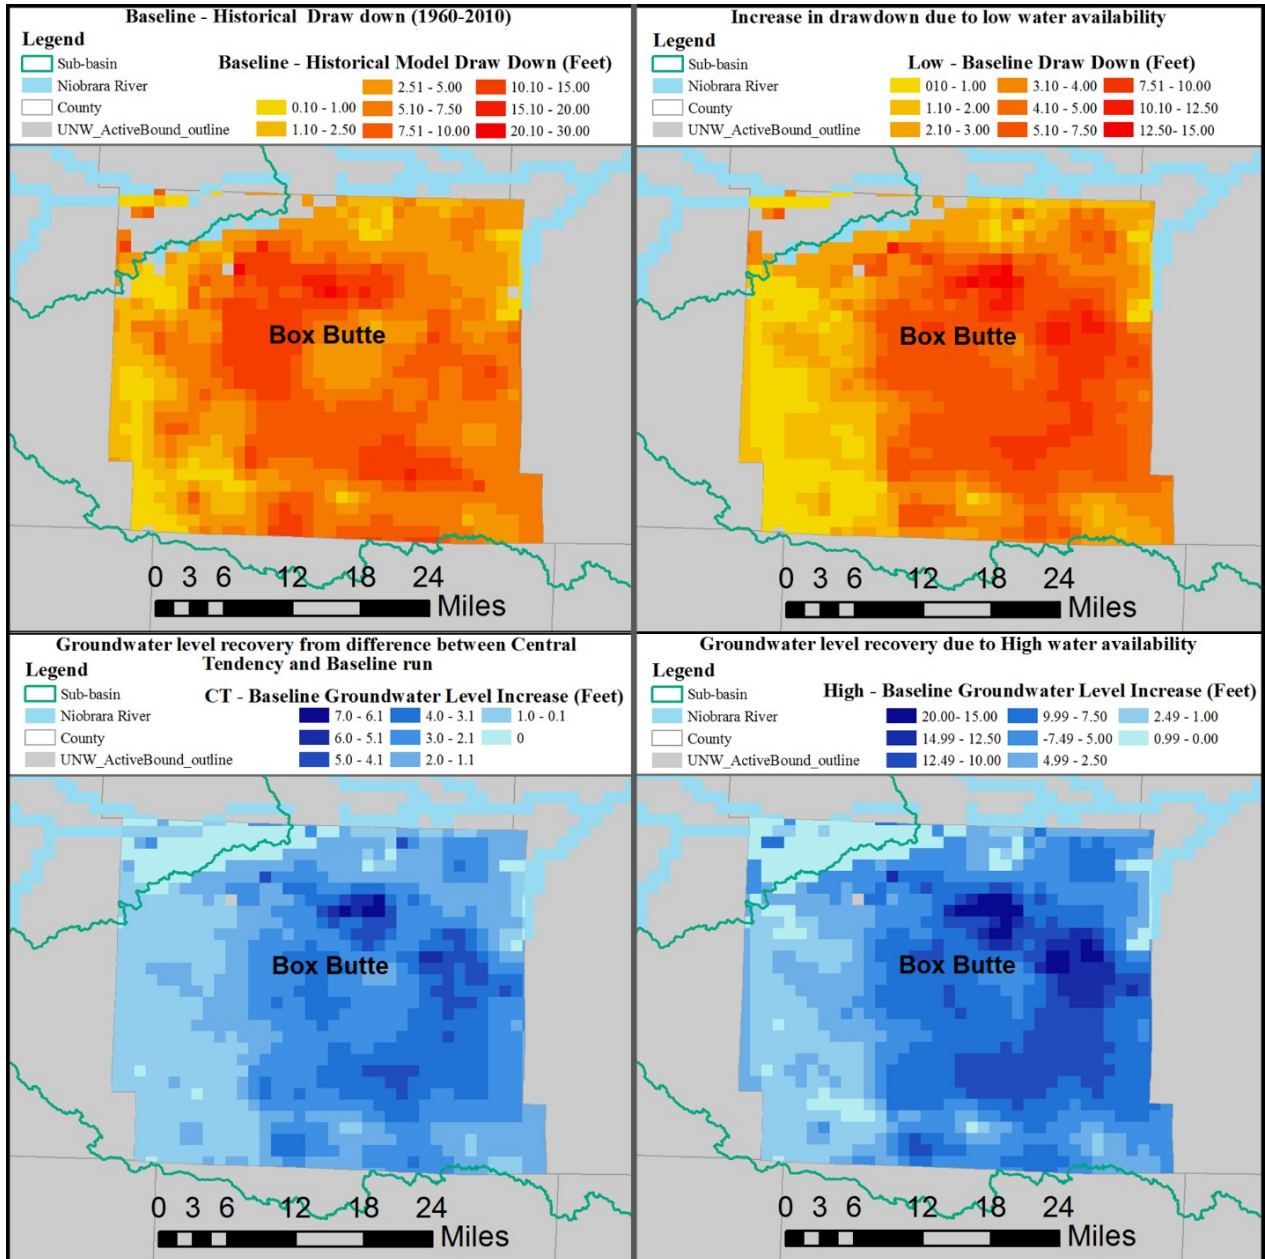 Baseline - Historical Draw down (1960-2010)
Legend
Baseline - Historical Model Draw Down (Feet)
Sub-basin
Niobrara River
County
UNW_ActiveBound_outline
0.10 - 1.00
1.10 - 2.50
2.51 - 5.00
5.10 - 7.50
7.51 - 10.00
10.10 - 15.00
15.10 - 20.00
20.10 - 30.00
Box Butte
0 3 6 12 18 24
Miles
Increase in drawdown due to low water availability
Legend
Low - Baseline Draw Down (Feet)
Sub-basin
Niobrara River
County
UNW_ActiveBound_outline
010 - 1.00
1.10 - 2.00
2.10 - 3.00
3.10 - 4.00
4.10 - 5.00
5.10 - 7.50
7.51 - 10.00
10.10 - 12.50
12.50- 15.00
Box Butte
0 3 6 12 18 24
Miles
Groundwater level recovery from difference between Central
Tendency and Baseline run
Legend
CT - Baseline Groundwater Level Increase (Feet)
Sub-basin
Niobrara River
County
UNW_ActiveBound_outline
7.0 - 6.1
6.0 - 5.1
5.0 - 4.1
4.0 - 3.1
3.0 - 2.1
2.0 - 1.1
1.0 - 0.1
0
Box Butte
0 3 6 12 18 24
Miles
Groundwater level recovery due to High water availability
Legend
High - Baseline Groundwater Level Increase (Feet)
Sub-basin
Niobrara River
County
UNW_ActiveBound_outline
20.00- 15.00
14.99 - 12.50
12.49 - 10.00
9.99 - 7.50
-7.49 - 5.00
4.99 - 2.50
2.49 - 1.00
0.99 - 0.00
Box Butte
0 3 6 12 18 24
Miles